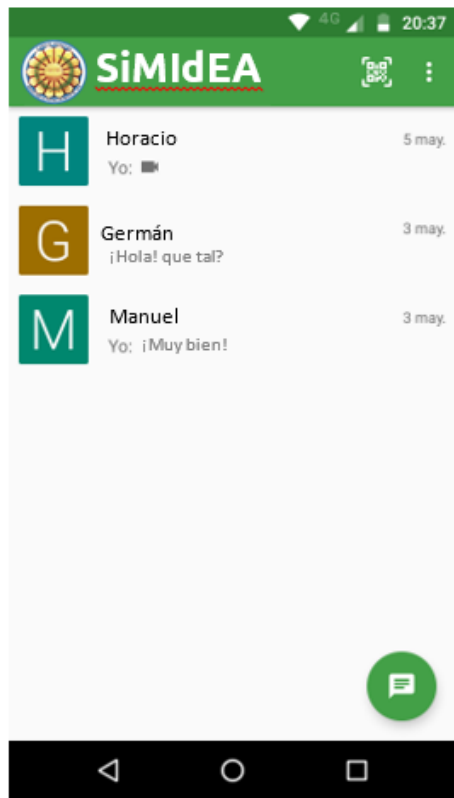 4G 20:37
SiMIdEA
H Horacio 5 may.
Yo:
G Germán 3 may.
¡Hola! que tal?
M Manuel 3 may.
Yo: ¡Muy bien!